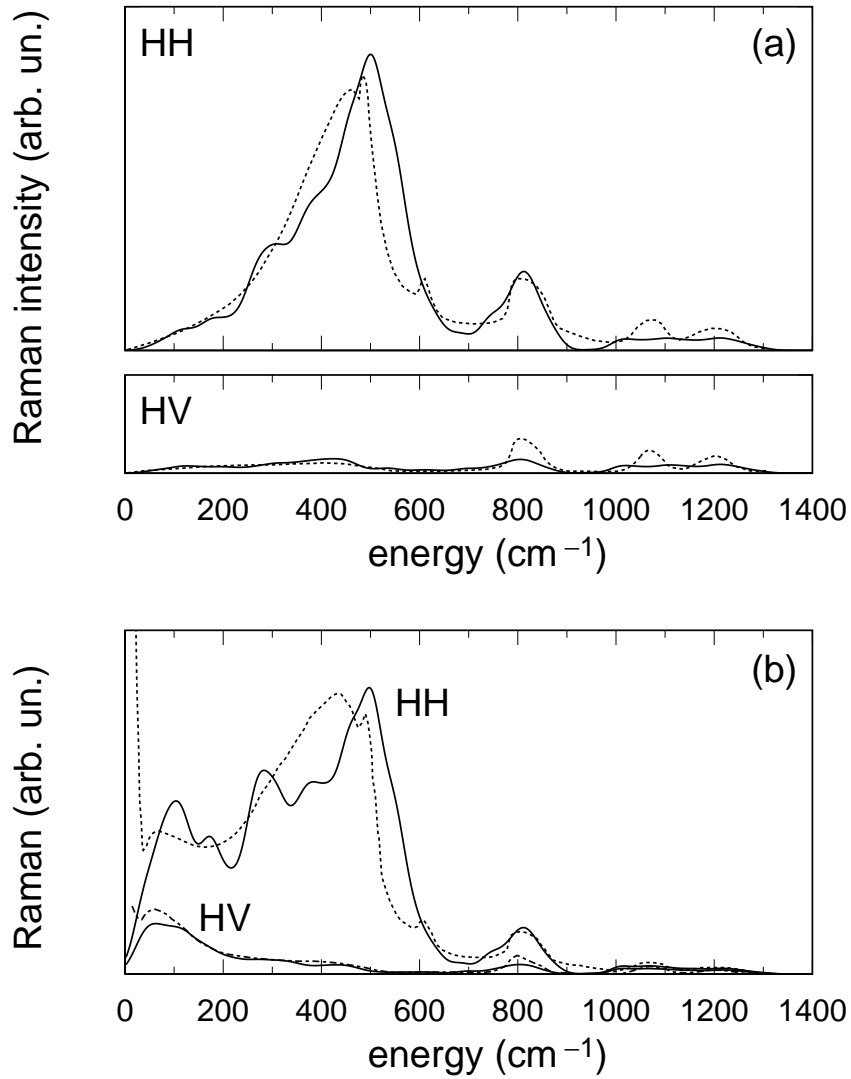 HH
(a)
Raman intensity (arb. un.)
HV
0 200 400 600 800 1000 1200 1400
energy (cm −1)
(b)
HH
Raman (arb. un.)
HV
0 200 400 600 800 1000 1200 1400
energy (cm −1)